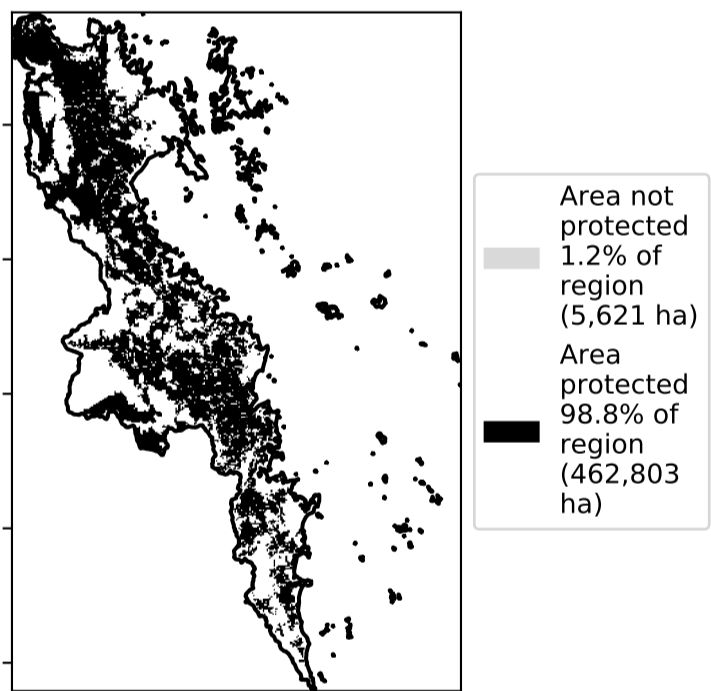 Area not
protected
1.2% of
region
(5,621 ha)
Area
protected
98.8% of
region
(462,803
ha)